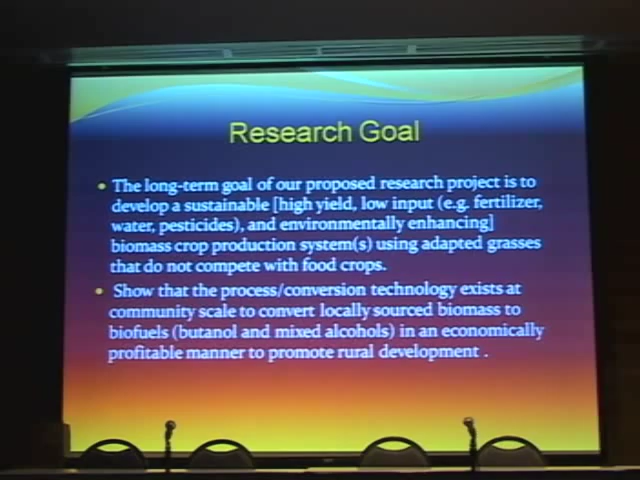 Research Goal
The long-term goal of our proposed research project is to
develop a sustainable [high yield, low input (e.g. fertilizer,
water, pesticides), and environmentally enhancing]
biomass crop production system(s) using adapted grasses
that do not compete with food crops.
Show that the process/conversion technology exists at
community scale to convert locally sourced biomass to
biofuels (butanol and mixed alcohols) in an economically
profitable manner to promote rural development .